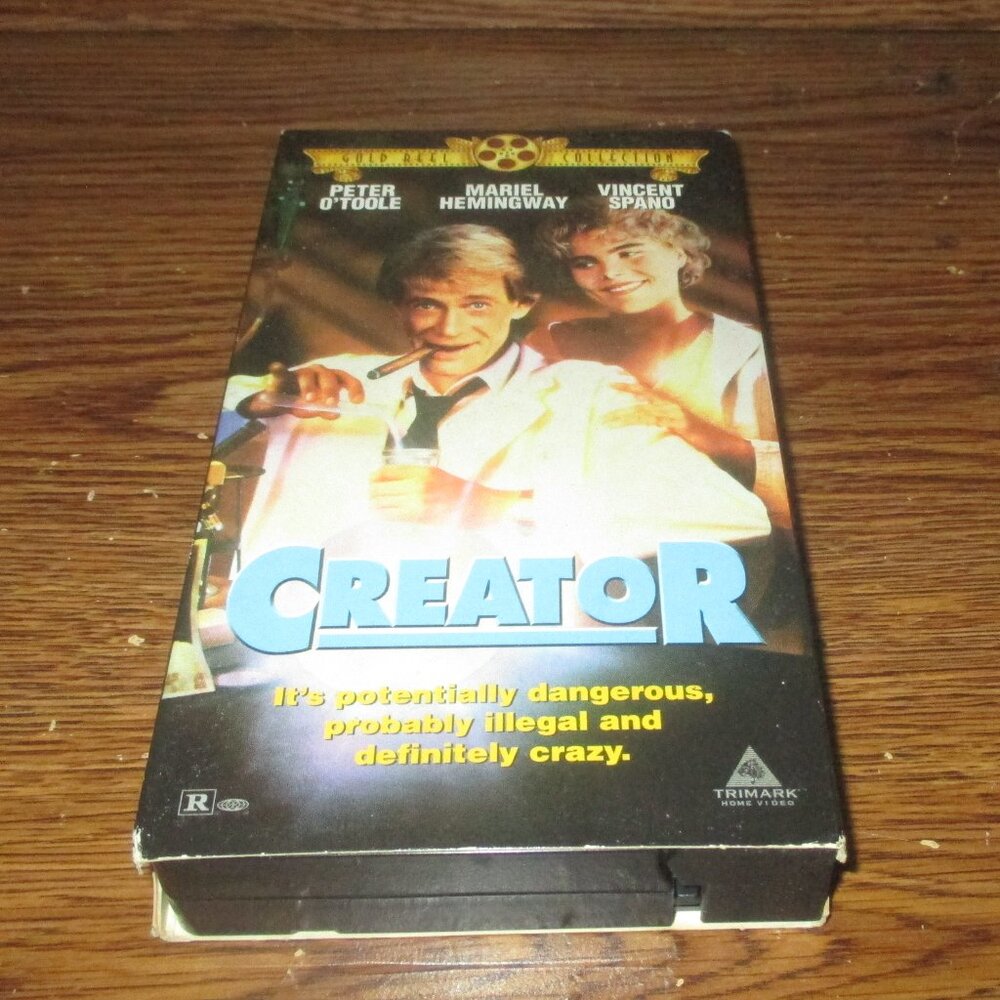 GOLD REEL COLLECTION
PETER MARIEL VINCENT
O'TOOLE HEMINGWAY SPANO
CREATOR
It's potentially dangerous,
probably illegal and
definitely crazy.
R
TRIMARK
HOME VIDEO